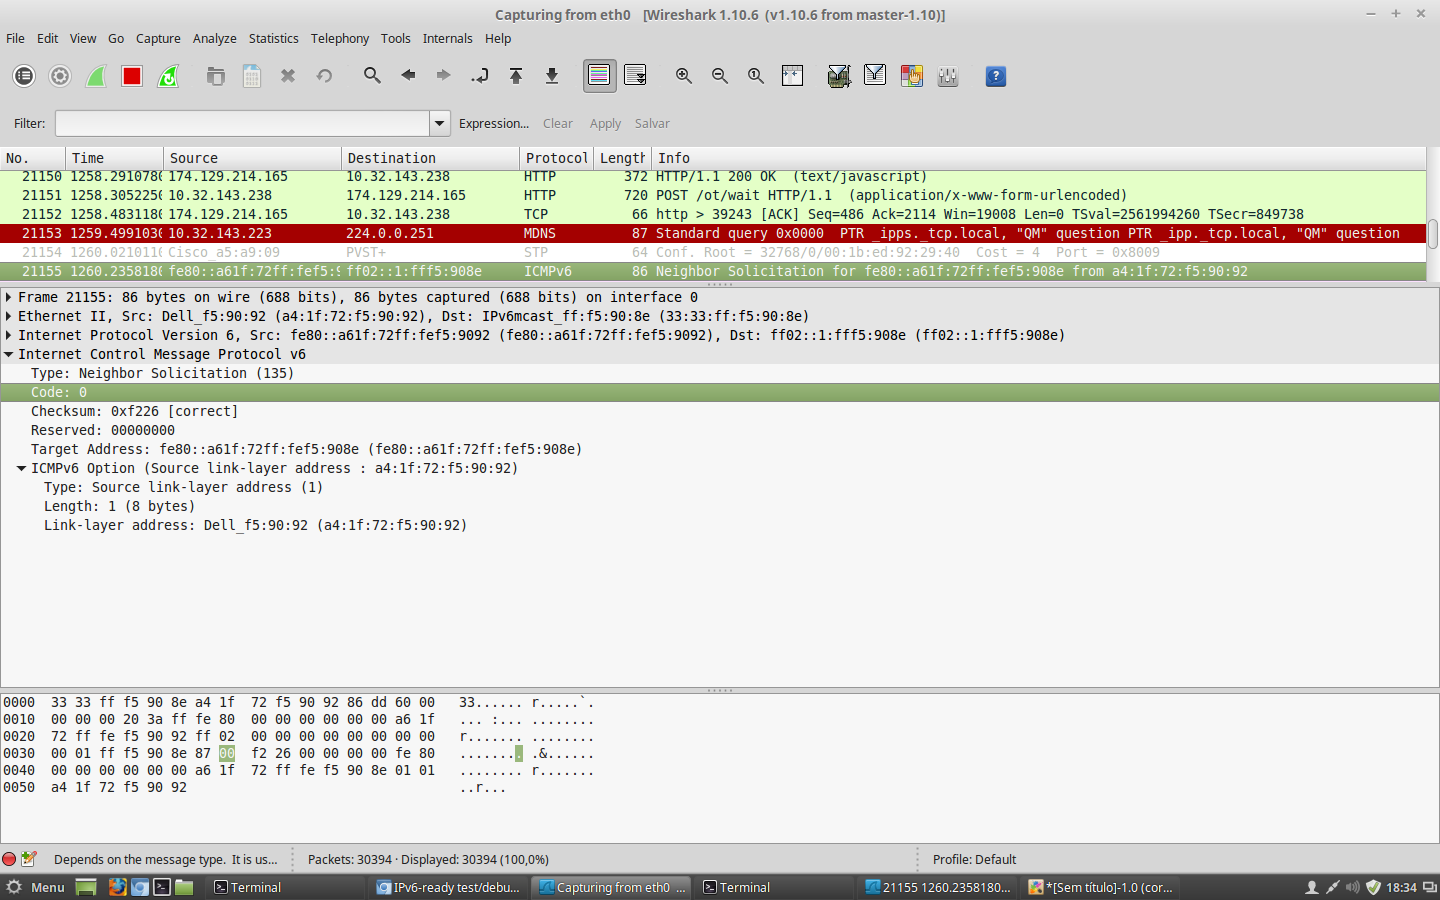 Capturing from eth0 [Wireshark 1.10.6 (v1.10.6 from master-1.10)]
File Edit View Go Capture Analyze Statistics Telephony Tools Internals Help
Filter: Expression... Clear Apply Salvar
No. Time Source Destination Protocol Length Info
21150 1258.2910780 174.129.214.165 10.32.143.238 HTTP 372 HTTP/1.1 200 OK (text/javascript)
21151 1258.3052250 10.32.143.238 174.129.214.165 HTTP 720 POST /ot/wait HTTP/1.1 (application/x-www-form-urlencoded)
21152 1258.4831180 174.129.214.165 10.32.143.238 TCP 66 http > 39243 [ACK] Seq=486 Ack=2114 Win=19008 Len=0 TSval=2561994260 TSecr=849738
21153 1259.4991030 10.32.143.223 224.0.0.251 MDNS 87 Standard query 0x0000 PTR _ipps._tcp.local, "QM" question PTR _ipp._tcp.local, "QM" question
21154 1260.0210110 Cisco_a5:a9:09 PVST+ STP 64 Conf. Root = 32768/0/00:1b:ed:92:29:40 Cost = 4 Port = 0x8009
21155 1260.2358180 fe80::a61f:72ff:fef5:9 ff02::1:fff5:908e ICMPv6 86 Neighbor Solicitation for fe80::a61f:72ff:fef5:908e from a4:1f:72:f5:90:92
Frame 21155: 86 bytes on wire (688 bits), 86 bytes captured (688 bits) on interface 0
Ethernet II, Src: Dell_f5:90:92 (a4:1f:72:f5:90:92), Dst: IPv6mcast_ff:f5:90:8e (33:33:ff:f5:90:8e)
Internet Protocol Version 6, Src: fe80::a61f:72ff:fef5:9092 (fe80::a61f:72ff:fef5:9092), Dst: ff02::1:fff5:908e (ff02::1:fff5:908e)
Internet Control Message Protocol v6
Type: Neighbor Solicitation (135)
Code: 0
Checksum: 0xf226 [correct]
Reserved: 00000000
Target Address: fe80::a61f:72ff:fef5:908e (fe80::a61f:72ff:fef5:908e)
ICMPv6 Option (Source link-layer address : a4:1f:72:f5:90:92)
Type: Source link-layer address (1)
Length: 1 (8 bytes)
Link-layer address: Dell_f5:90:92 (a4:1f:72:f5:90:92)
0000 33 33 ff f5 90 8e a4 1f 72 f5 90 92 86 dd 60 00 33...... r.....`.
0010 00 00 00 20 3a ff fe 80 00 00 00 00 00 00 a6 1f ... :... ........
0020 72 ff fe f5 90 92 ff 02 00 00 00 00 00 00 00 00 r....... ........
0030 00 01 ff f5 90 8e 87 00 f2 26 00 00 00 00 fe 80 ........ .&......
0040 00 00 00 00 00 00 a6 1f 72 ff fe f5 90 8e 01 01 ........ r.......
0050 a4 1f 72 f5 90 92 ..r...
Depends on the message type. It is us... Packets: 30394 · Displayed: 30394 (100,0%) Profile: Default
Menu Terminal IPv6-ready test/debu... Capturing from eth0 ... Terminal 21155 1260.2358180... *[Sem título]-1.0 (cor... 18:34